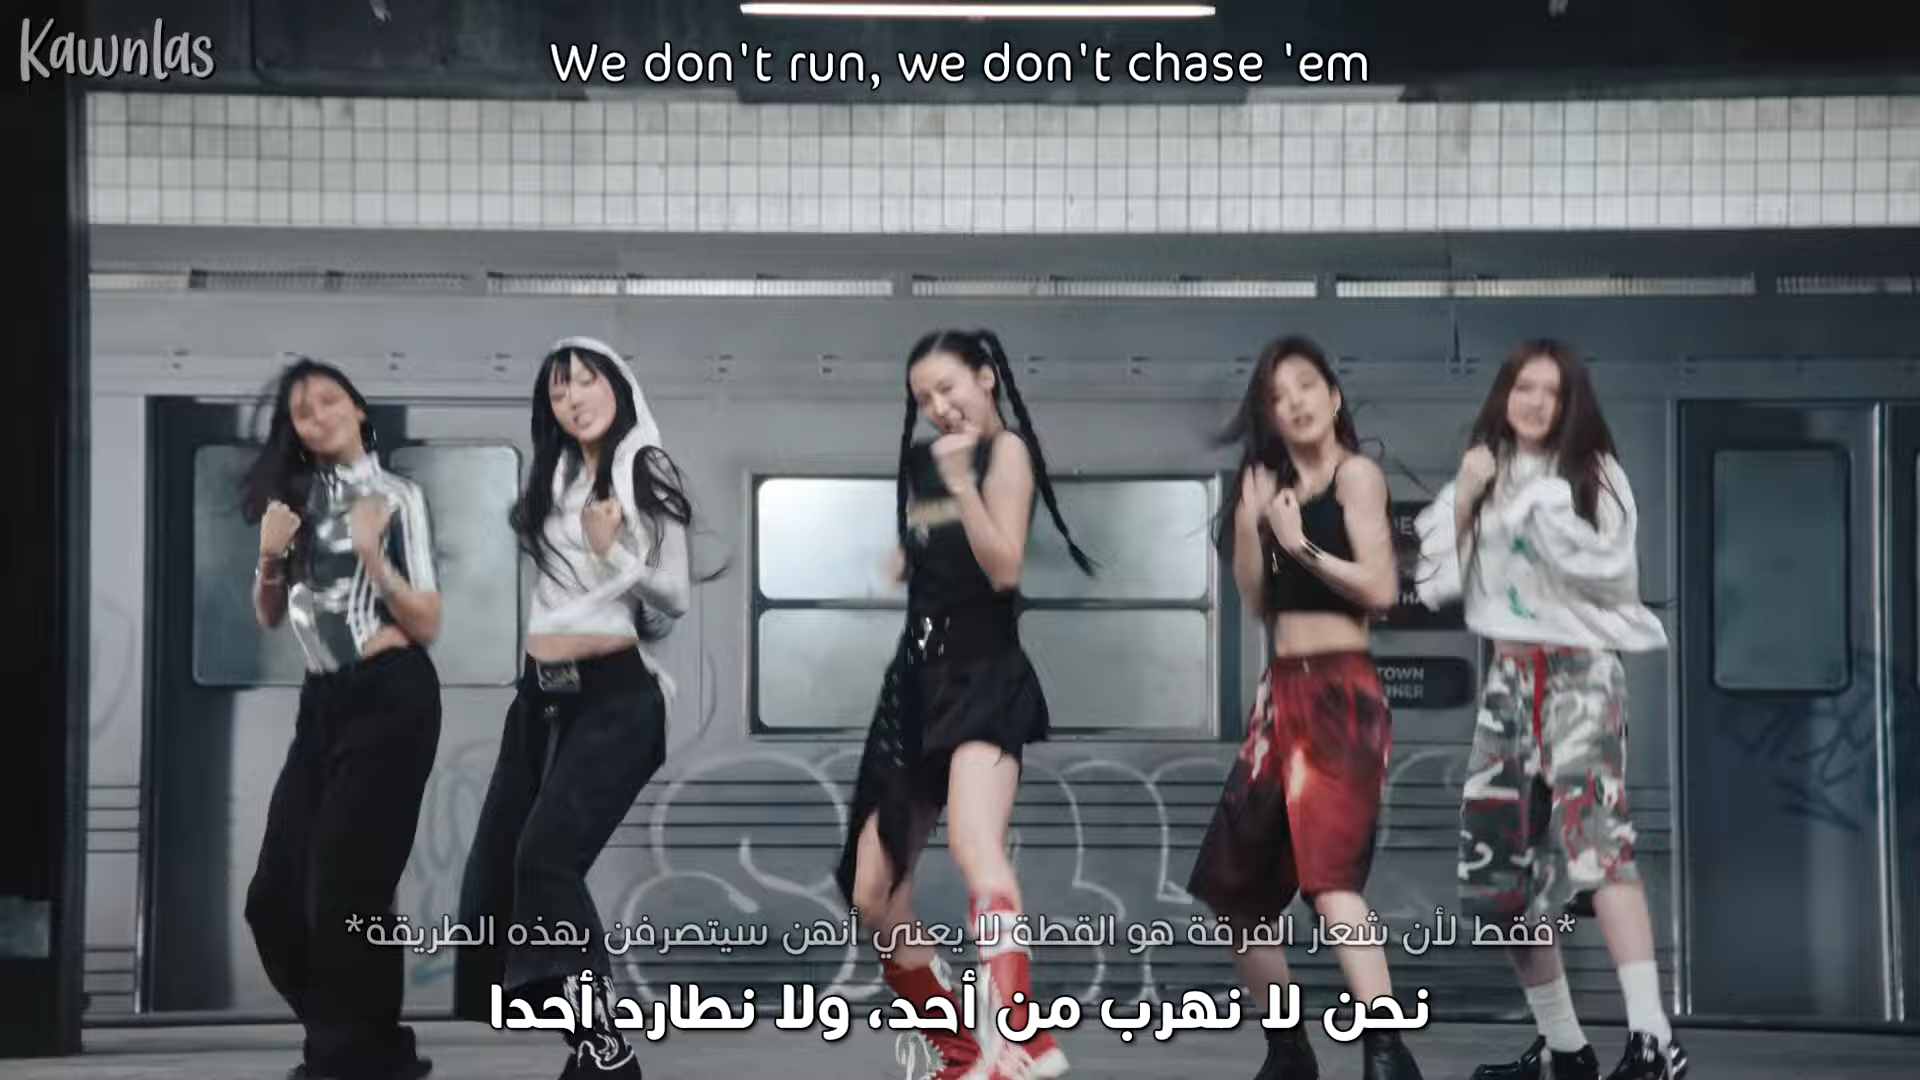 Kawnlas
We don't run, we don't chase 'em
TOWN
*فقط لأن شعار الفرقة هو القطة لا يعني أنهن سيتصرفن بهذه الطريقة*
نحن لا نهرب من أحد، ولا نطارد أحدا